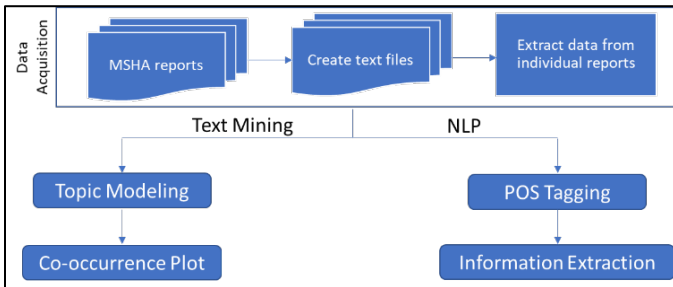 Data
Acquisition
MSHA reports
Create text files
Extract data from
individual reports
Text Mining
NLP
Topic Modeling
POS Tagging
Co-occurrence Plot
Information Extraction